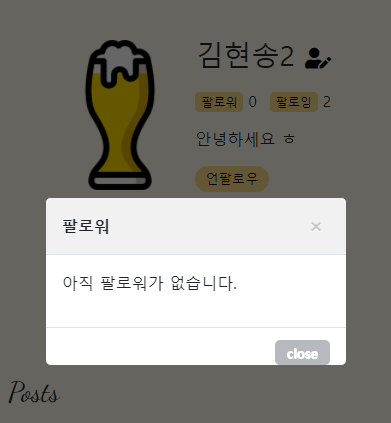 김현송2
팔로워 0 팔로잉 2
안녕하세요 ㅎ
언팔로우
팔로워 ×
아직 팔로워가 없습니다.
close
Posts